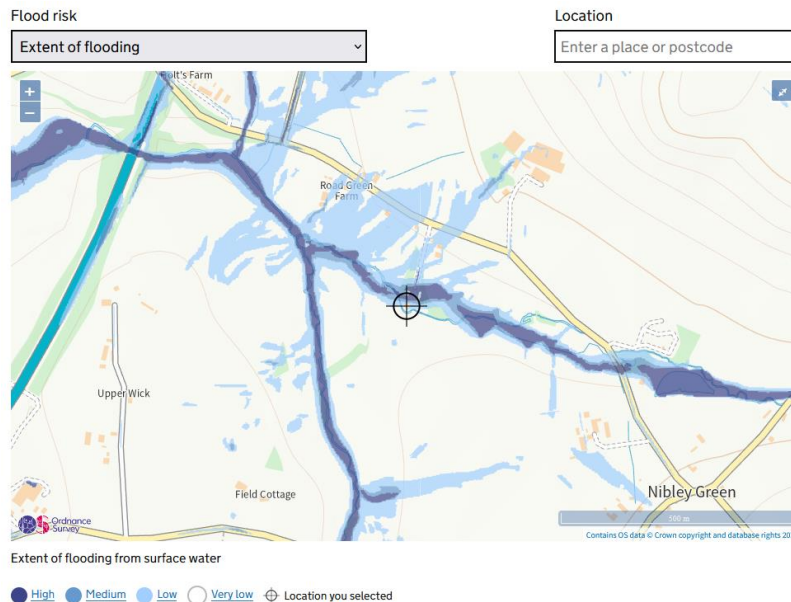 Flood risk
Location
Extent of flooding
Enter a place or postcode
+
−
Holt's Farm
Road Green
Farm
Upper Wick
Field Cottage
Nibley Green
500 m
Ordnance
Survey
Contains OS data © Crown copyright and database rights 20
Extent of flooding from surface water
High Medium Low Very low Location you selected